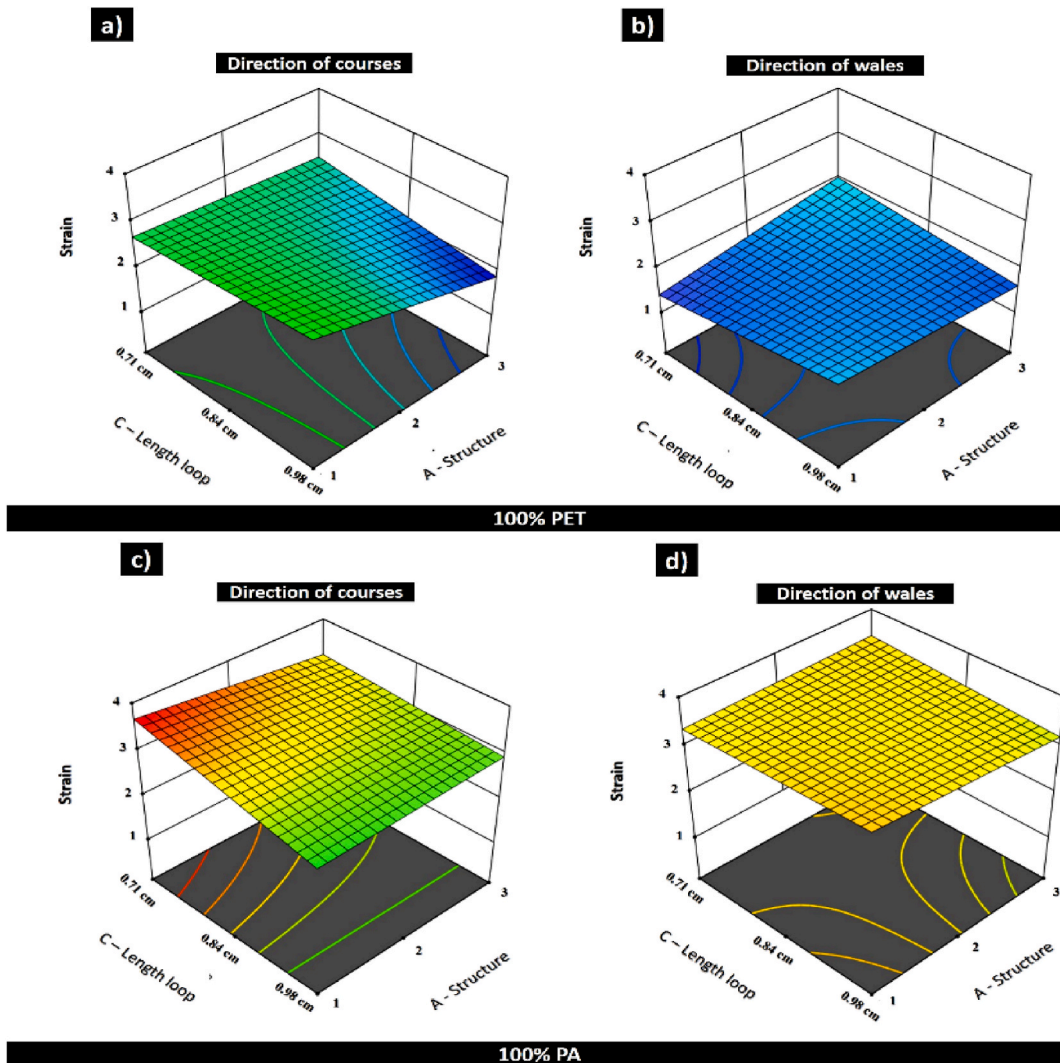 a)
Direction of courses
4
3
2
1
Strain
0.71 cm
0.84 cm
0.98 cm
C – Length loop
1
2
3
A - Structure
b)
Direction of wales
4
3
2
1
Strain
0.71 cm
0.84 cm
0.98 cm
C – Length loop
1
2
3
A - Structure
100% PET
c)
Direction of courses
4
3
2
1
Strain
0.71 cm
0.84 cm
0.98 cm
C – Length loop
1
2
3
A - Structure
d)
Direction of wales
4
3
2
1
Strain
0.71 cm
0.84 cm
0.98 cm
C – Length loop
1
2
3
A - Structure
100% PA